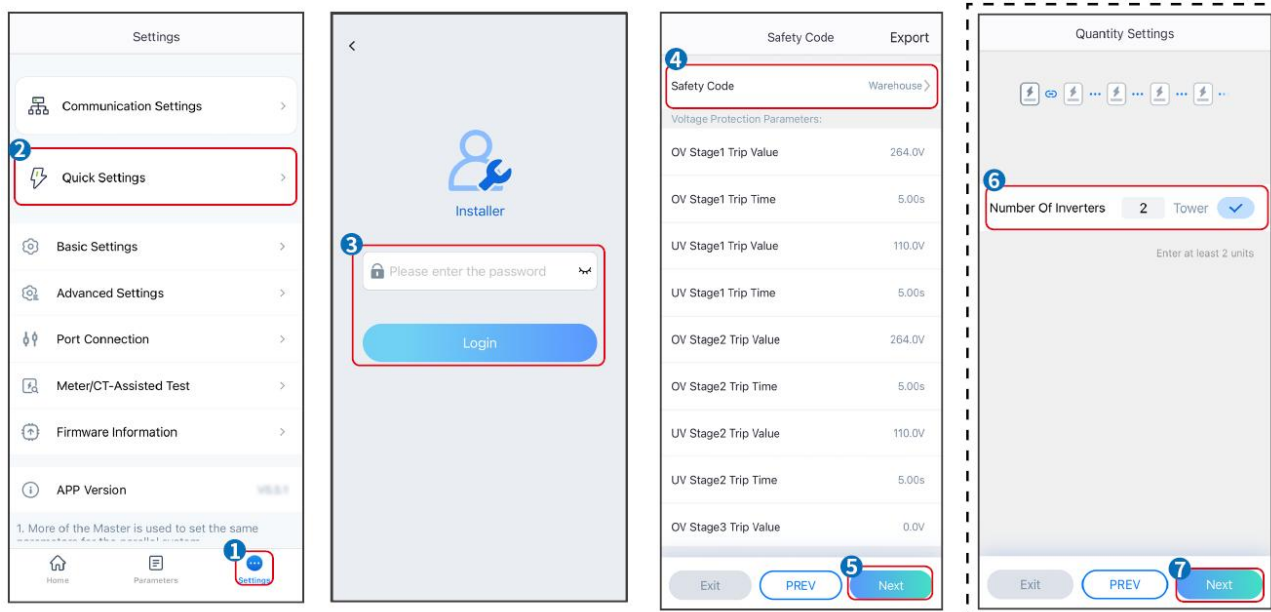 Settings
Communication Settings
2
Quick Settings
Basic Settings
Advanced Settings
Port Connection
Meter/CT-Assisted Test
Firmware Information
APP Version
1. More of the Master is used to set the same
1
Home
Parameters
Settings
Installer
3
Please enter the password
Login
Safety Code Export
4
Safety Code Warehouse
Voltage Protection Parameters:
OV Stage1 Trip Value 264.0V
OV Stage1 Trip Time 5.00s
UV Stage1 Trip Value 110.0V
UV Stage1 Trip Time 5.00s
OV Stage2 Trip Value 264.0V
OV Stage2 Trip Time 5.00s
UV Stage2 Trip Value 110.0V
UV Stage2 Trip Time 5.00s
OV Stage3 Trip Value 0.0V
5
Exit PREV Next
Quantity Settings
6
Number Of Inverters 2 Tower
Enter at least 2 units
7
Exit PREV Next